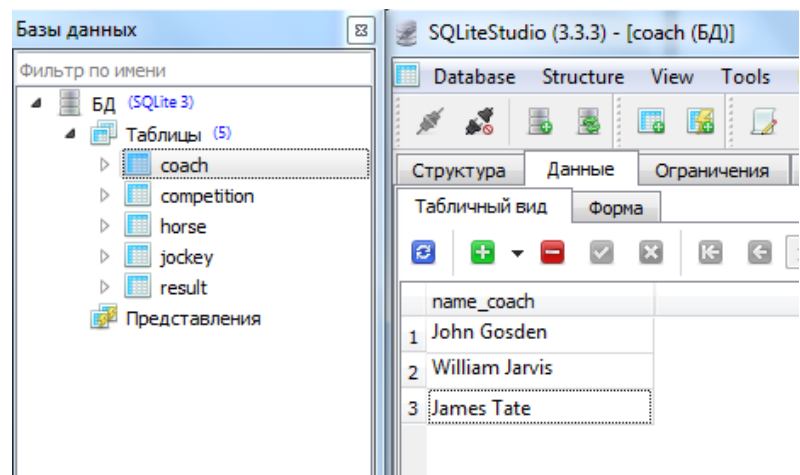 Базы данных
Фильтр по имени
БД (SQLite 3)
Таблицы (5)
coach
competition
horse
jockey
result
Представления
SQLiteStudio (3.3.3) - [coach (БД)]
Database Structure View Tools
Структура Данные Ограничения
Табличный вид Форма
name_coach
1 John Gosden
2 William Jarvis
3 James Tate